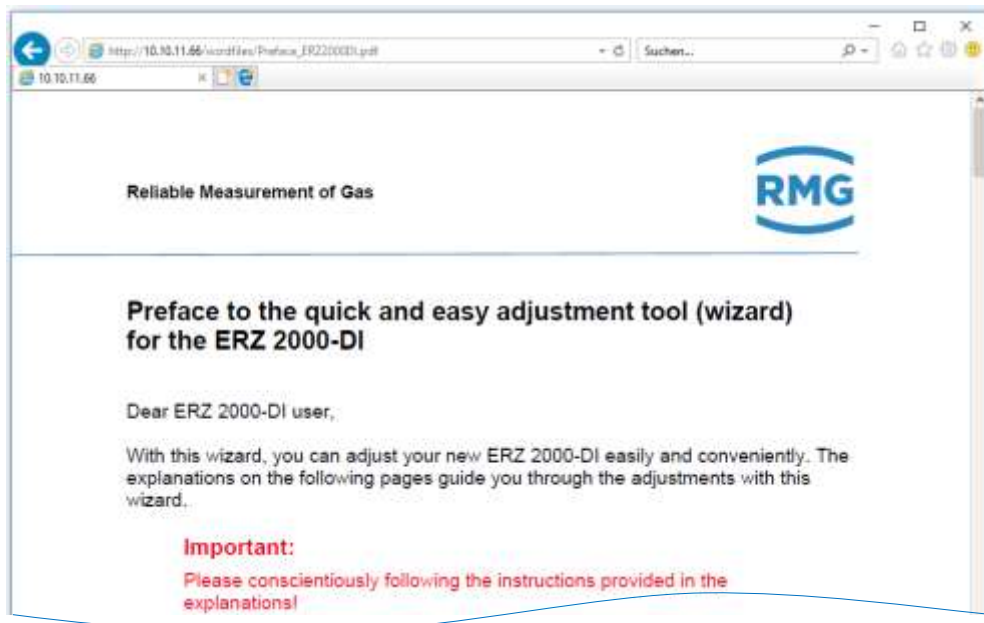 http://10.10.11.66/wordfiles/Preface_ERZ2000DI.pdf
Suchen...
10.10.11.66
Reliable Measurement of Gas
RMG
Preface to the quick and easy adjustment tool (wizard)
for the ERZ 2000-DI
Dear ERZ 2000-DI user,
With this wizard, you can adjust your new ERZ 2000-DI easily and conveniently. The
explanations on the following pages guide you through the adjustments with this
wizard.
Important:
Please conscientiously following the instructions provided in the
explanations!